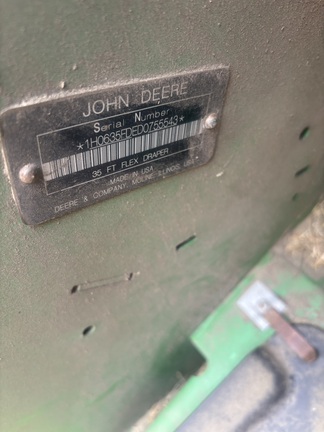 JOHN DEERE
Serial Number
*1H0635FDED0755543*
35 FT FLEX DRAPER
MADE IN USA
DEERE & COMPANY, MOLINE ILLINOIS USA